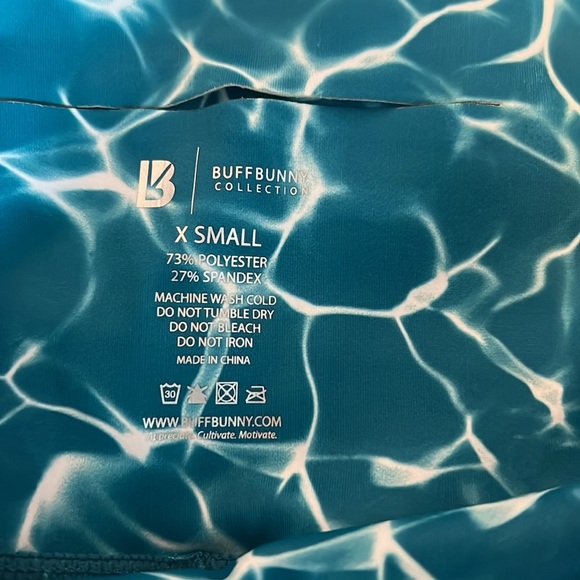 BUFFBUNNY
COLLECTION
X SMALL
73% POLYESTER
27% SPANDEX
MACHINE WASH COLD
DO NOT TUMBLE DRY
DO NOT BLEACH
DO NOT IRON
MADE IN CHINA
30
WWW.BUFFBUNNY.COM
Cultivate. Motivate.